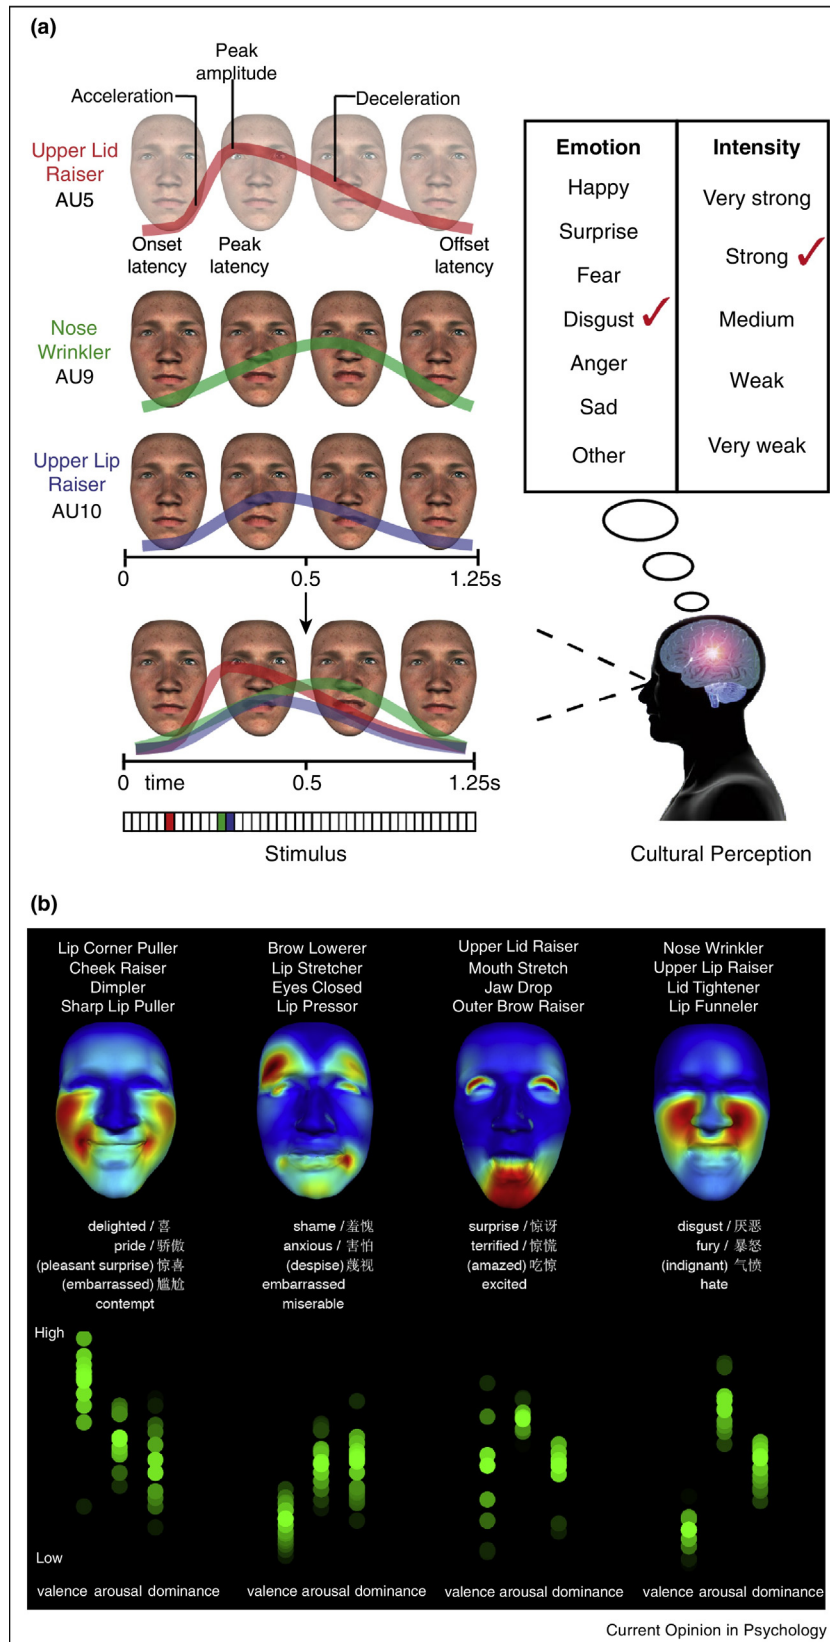 (a)
Peak
amplitude
Acceleration
Deceleration
Upper Lid
Raiser
AU5
Onset
latency
Peak
latency
Offset
latency
Nose
Wrinkler
AU9
Upper Lip
Raiser
AU10
0
0.5
1.25s
0
time
0.5
1.25s
Stimulus
Emotion
Happy
Surprise
Fear
Disgust ✓
Anger
Sad
Other
Intensity
Very strong
Strong ✓
Medium
Weak
Very weak
Cultural Perception
(b)
Lip Corner Puller
Cheek Raiser
Dimpler
Sharp Lip Puller
Brow Lowerer
Lip Stretcher
Eyes Closed
Lip Pressor
Upper Lid Raiser
Mouth Stretch
Jaw Drop
Outer Brow Raiser
Nose Wrinkler
Upper Lip Raiser
Lid Tightener
Lip Funneler
delighted / 喜
pride / 骄傲
(pleasant surprise) 惊喜
(embarrassed) 尴尬
contempt
shame / 羞愧
anxious / 害怕
(despise) 蔑视
embarrassed
miserable
surprise / 惊讶
terrified / 惊慌
(amazed) 吃惊
excited
disgust / 厌恶
fury / 暴怒
(indignant) 气愤
hate
High
Low
valence arousal dominance
valence arousal dominance
valence arousal dominance
valence arousal dominance
Current Opinion in Psychology